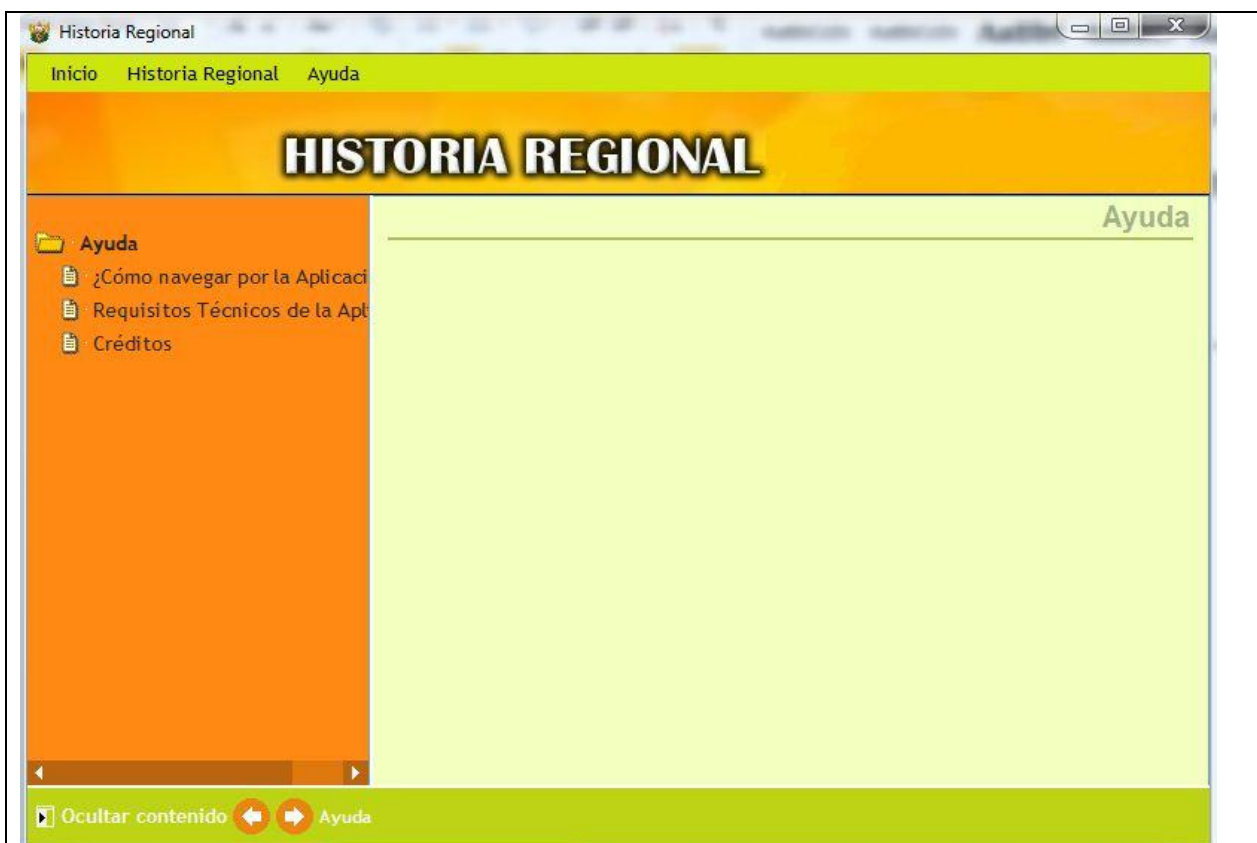 Historia Regional
Inicio Historia Regional Ayuda
HISTORIA REGIONAL
Ayuda
Ayuda
¿Cómo navegar por la Aplicaci
Requisitos Técnicos de la Apl
Créditos
Ocultar contenido Ayuda